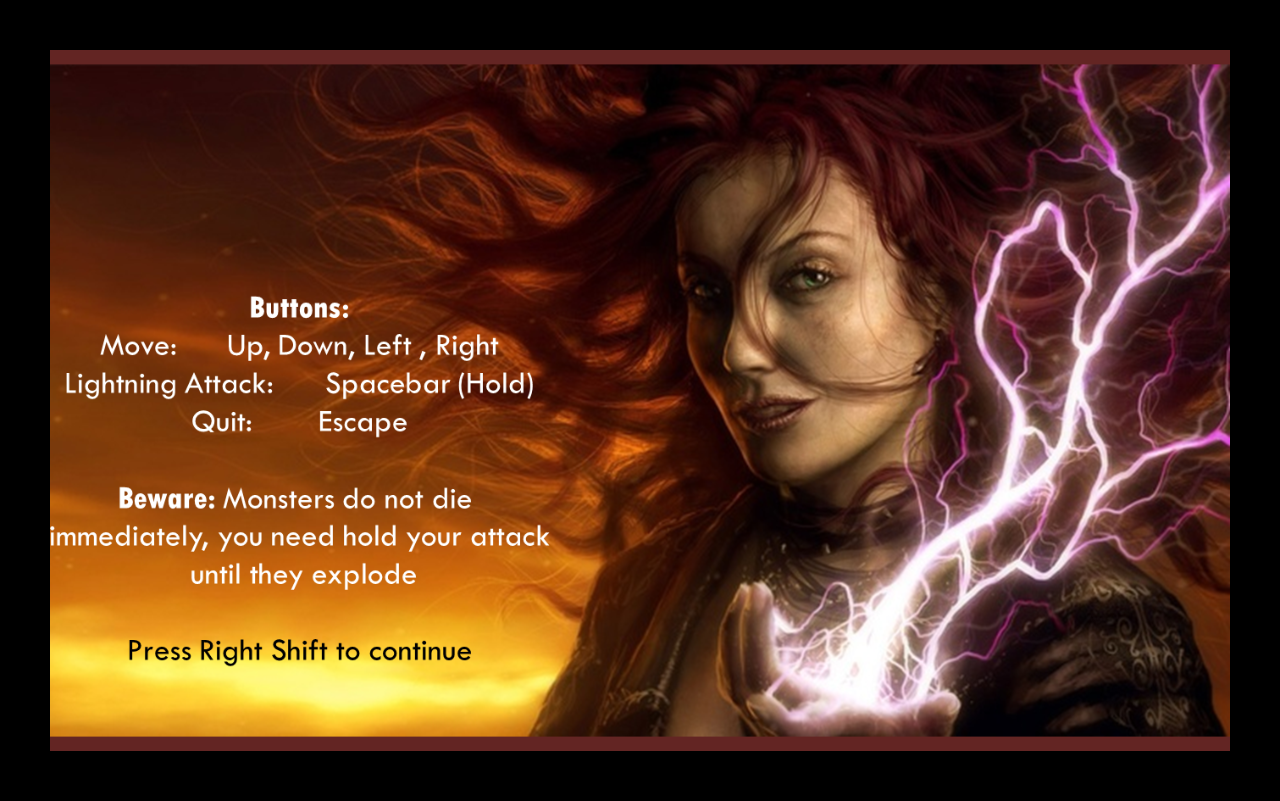 Buttons:
Move: Up, Down, Left , Right
Lightning Attack: Spacebar (Hold)
Quit: Escape
Beware: Monsters do not die
immediately, you need hold your attack
until they explode
Press Right Shift to continue